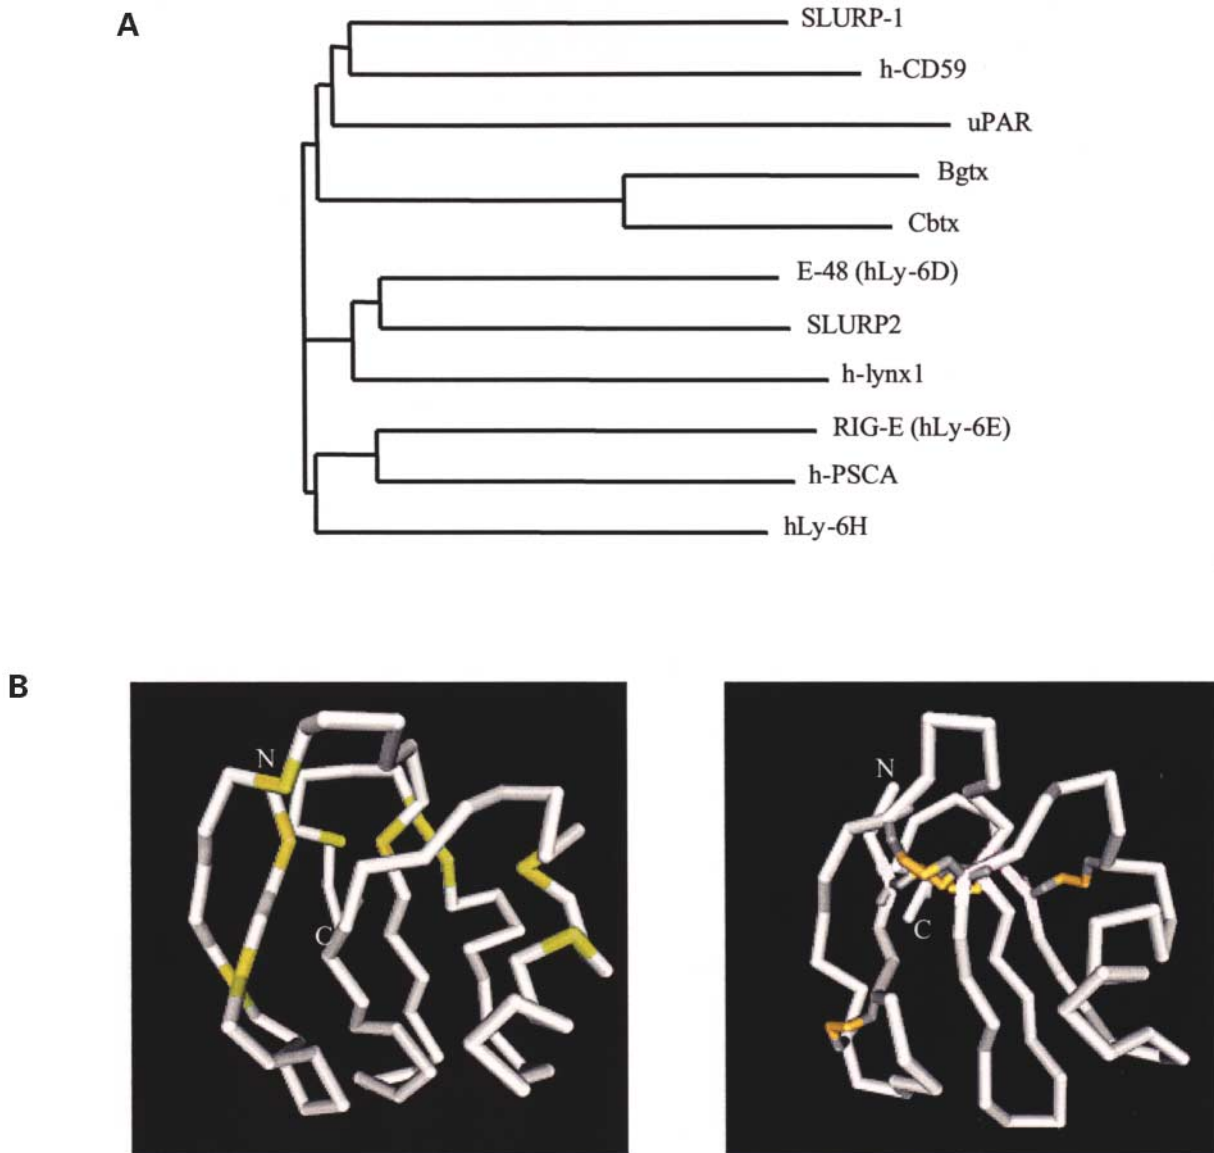 A
SLURP-1
h-CD59
uPAR
Bgtx
Cbtx
E-48 (hLy-6D)
SLURP2
h-lynx1
RIG-E (hLy-6E)
h-PSCA
hLy-6H
B
N
C
N
C